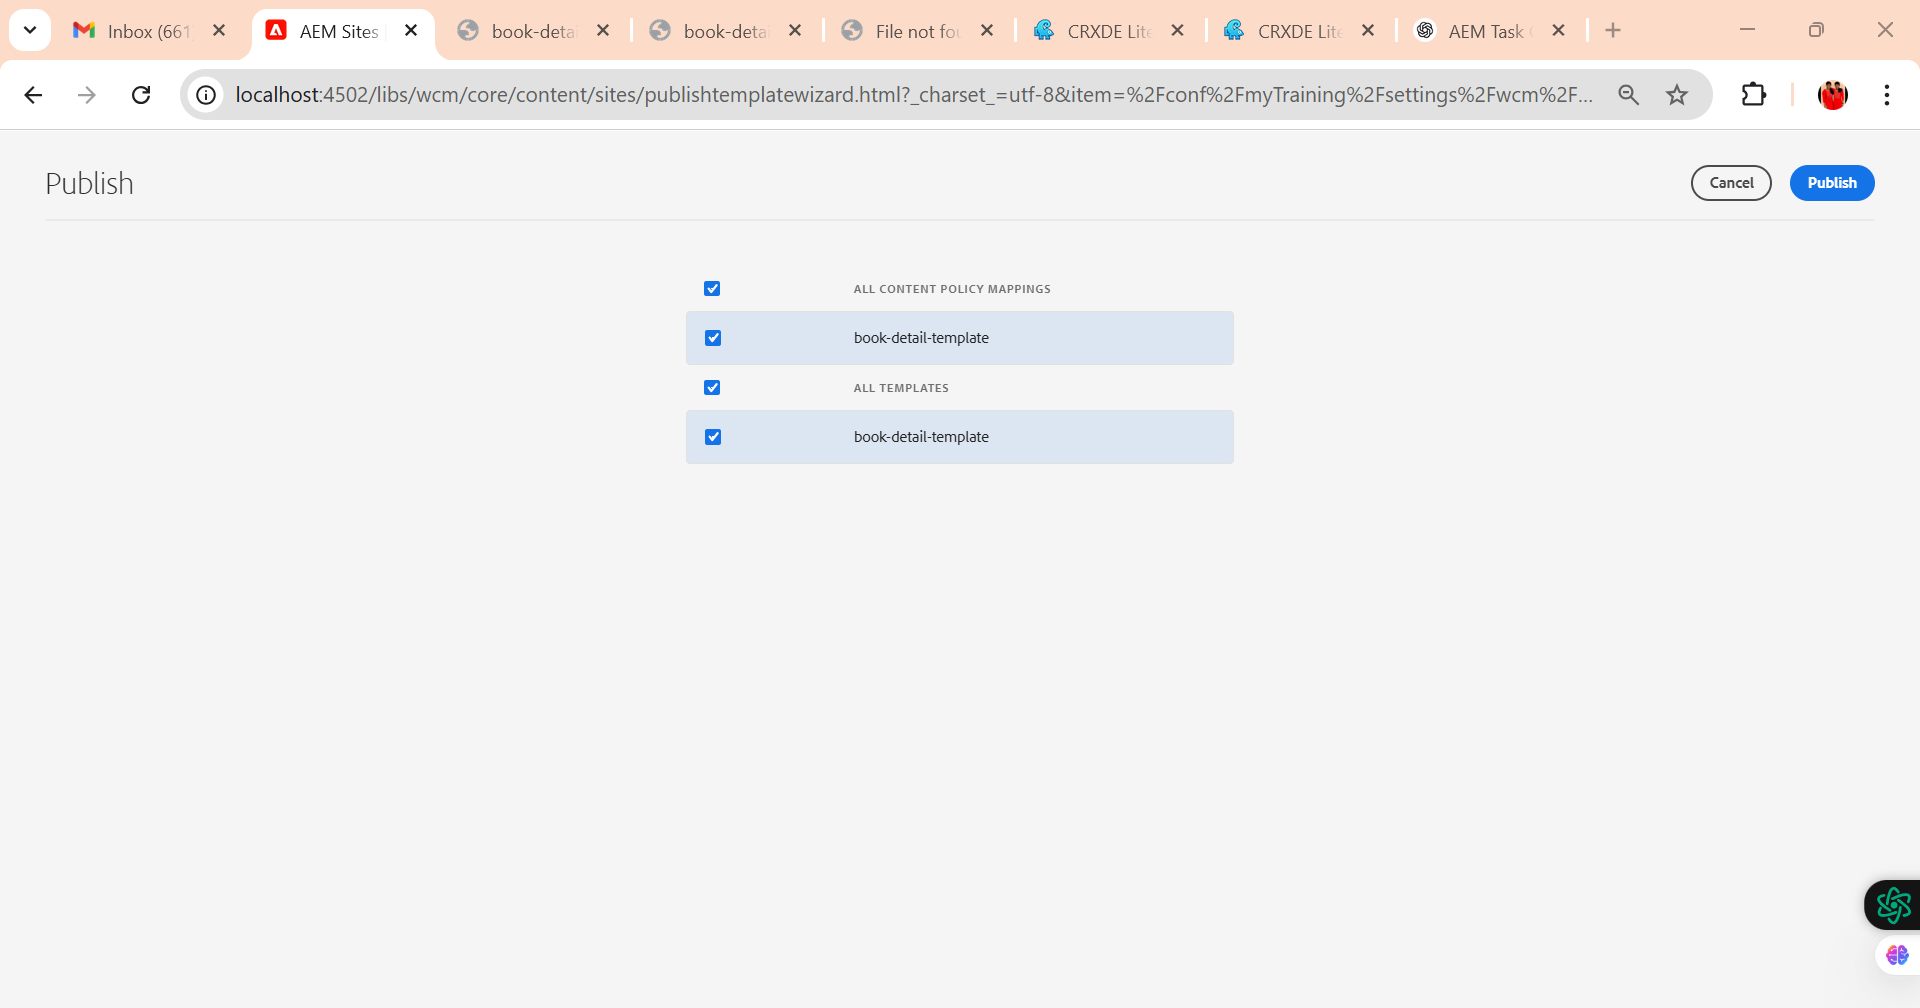 Inbox (661
AEM Sites
book-deta
book-deta
File not fou
CRXDE Lite
CRXDE Lite
AEM Task
localhost:4502/libs/wcm/core/content/sites/publishtemplatewizard.html?_charset_=utf-8&item=%2Fconf%2FmyTraining%2Fsettings%2Fwcm%2F...
Publish
Cancel
Publish
ALL CONTENT POLICY MAPPINGS
book-detail-template
ALL TEMPLATES
book-detail-template